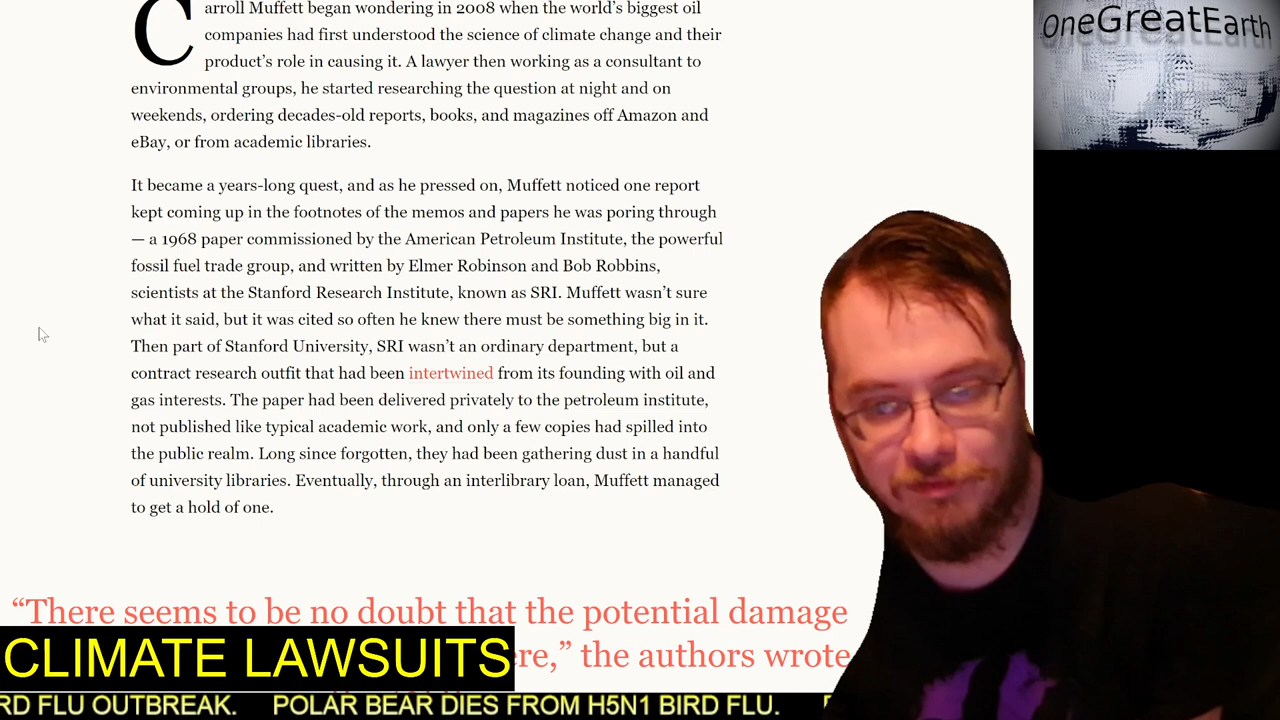 OneGreatEarth
Carroll Muffett began wondering in 2008 when the world’s biggest oil
companies had first understood the science of climate change and their
product’s role in causing it. A lawyer then working as a consultant to
environmental groups, he started researching the question at night and on
weekends, ordering decades-old reports, books, and magazines off Amazon and
eBay, or from academic libraries.
It became a years-long quest, and as he pressed on, Muffett noticed one report
kept coming up in the footnotes of the memos and papers he was poring through
— a 1968 paper commissioned by the American Petroleum Institute, the powerful
fossil fuel trade group, and written by Elmer Robinson and Bob Robbins,
scientists at the Stanford Research Institute, known as SRI. Muffett wasn’t sure
what it said, but it was cited so often he knew there must be something big in it.
Then part of Stanford University, SRI wasn’t an ordinary department, but a
contract research outfit that had been intertwined from its founding with oil and
gas interests. The paper had been delivered privately to the petroleum institute,
not published like typical academic work, and only a few copies had spilled into
the public realm. Long since forgotten, they had been gathering dust in a handful
of university libraries. Eventually, through an interlibrary loan, Muffett managed
to get a hold of one.
“There seems to be no doubt that the potential damage
re,” the authors wrote
CLIMATE LAWSUITS
RD FLU OUTBREAK. POLAR BEAR DIES FROM H5N1 BIRD FLU.